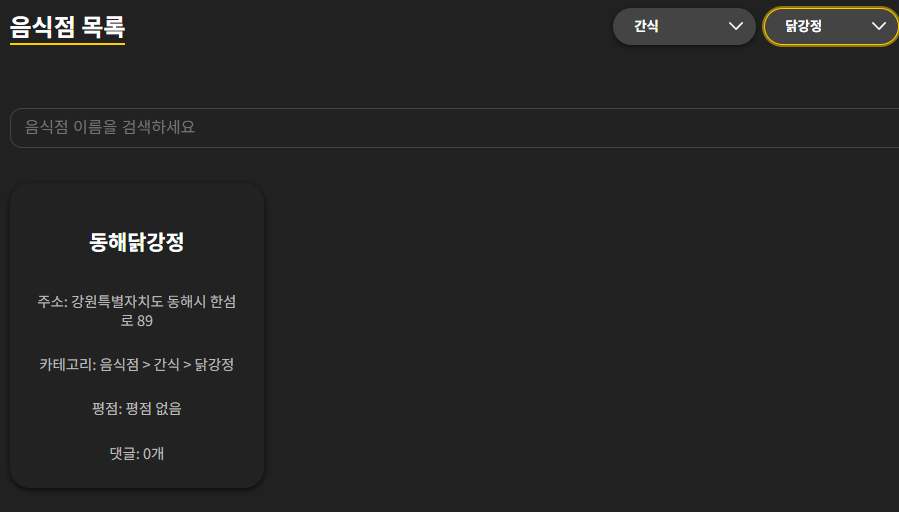 음식점 목록
간식
닭강정
음식점 이름을 검색하세요
동해닭강정
주소: 강원특별자치도 동해시 한섬
로 89
카테고리: 음식점 > 간식 > 닭강정
평점: 평점 없음
댓글: 0개